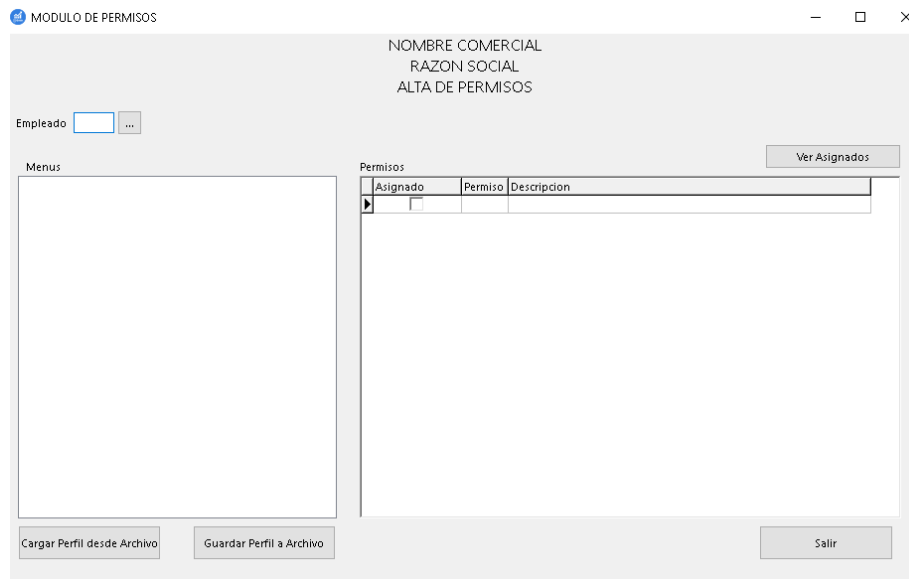 MODULO DE PERMISOS
NOMBRE COMERCIAL
RAZON SOCIAL
ALTA DE PERMISOS
Empleado ...
Ver Asignados
Menus
Permisos
Asignado Permiso Descripcion
Cargar Perfil desde Archivo
Guardar Perfil a Archivo
Salir